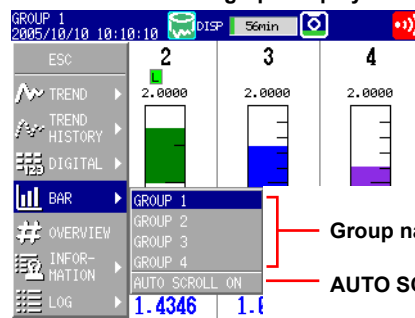 GROUP 1
2005/10/10 10:10:10 DISP 56min
ESC
2 3 4
L
2.0000 2.0000 2.0000
TREND
TREND
HISTORY
DIGITAL
BAR
GROUP 1
GROUP 2
OVERVIEW
GROUP 3
INFOR-
MATION
GROUP 4
AUTO SCROLL ON
LOG
1.4346
Group
AUTO